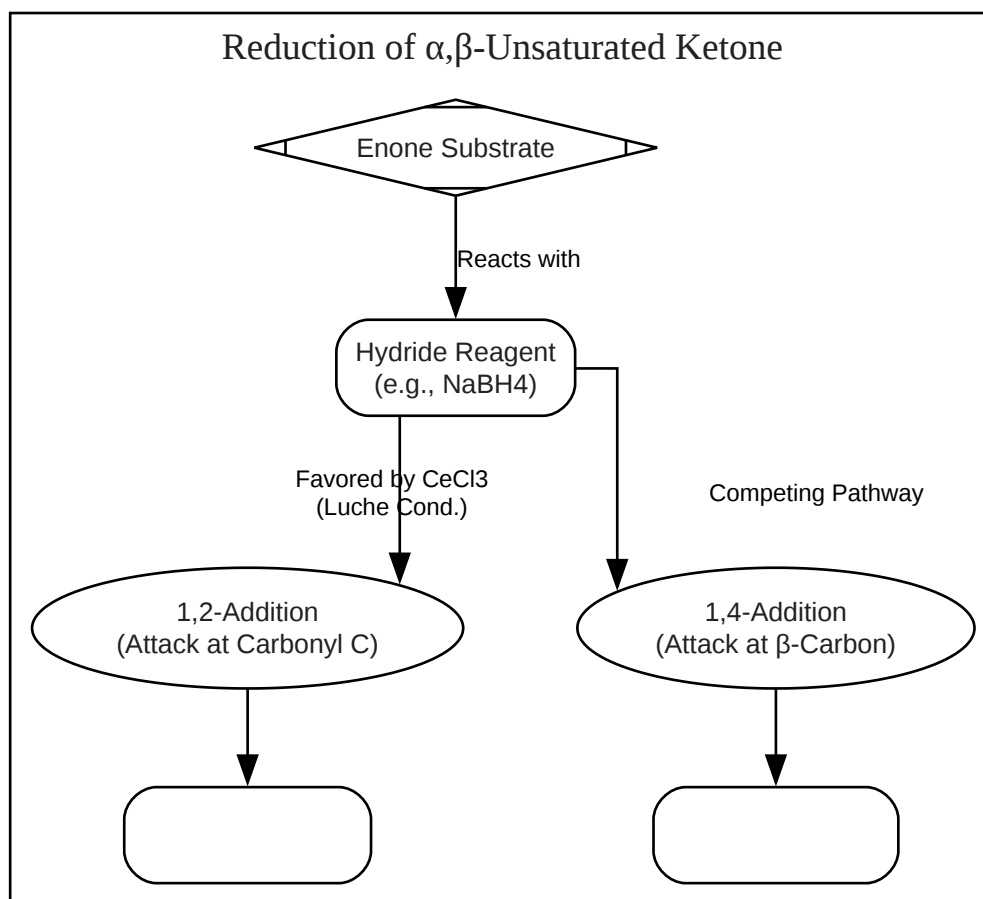 Reduction of α,β-Unsaturated Ketone
Enone Substrate
Reacts with
Hydride Reagent
(e.g., NaBH4)
Favored by CeCl3
(Luche Cond.)
Competing Pathway
1,2-Addition
(Attack at Carbonyl C)
1,4-Addition
(Attack at β-Carbon)